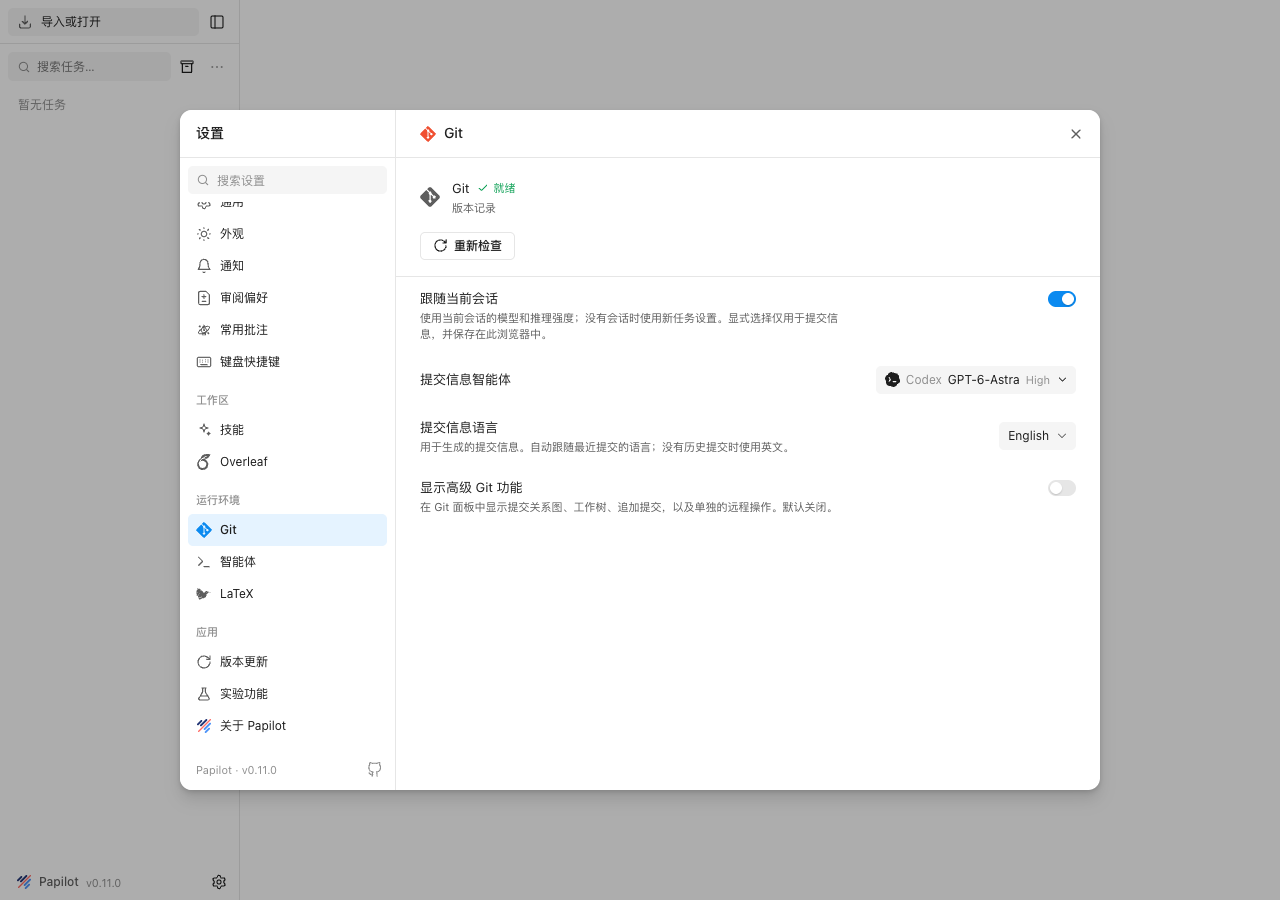 导入或打开
搜索任务...
暂无任务
设置
搜索设置
通用
外观
通知
审阅偏好
常用批注
键盘快捷键
工作区
技能
Overleaf
运行环境
Git
智能体
LaTeX
应用
版本更新
实验功能
关于 Papilot
Papilot · v0.11.0
Git
Git 就绪
版本记录
重新检查
跟随当前会话
使用当前会话的模型和推理强度；没有会话时使用新任务设置。显式选择仅用于提交信
息，并保存在此浏览器中。
提交信息智能体
Codex GPT-6-Astra High
提交信息语言
用于生成的提交信息。自动跟随最近提交的语言；没有历史提交时使用英文。
English
显示高级 Git 功能
在 Git 面板中显示提交关系图、工作树、追加提交，以及单独的远程操作。默认关闭。
Papilot v0.11.0